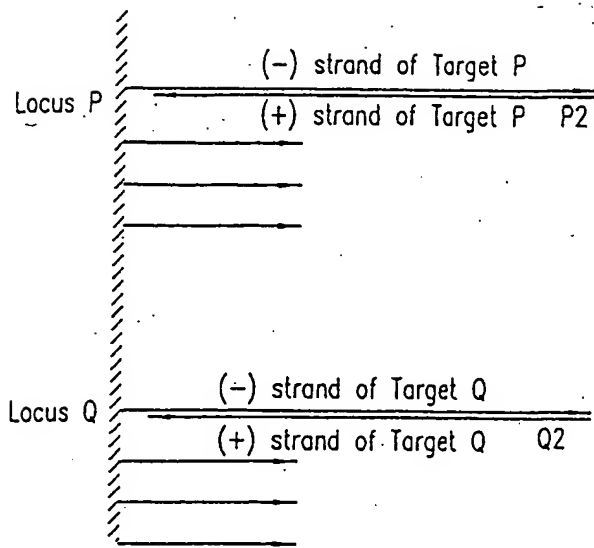 (-) strand of Target P
Locus P
(+) strand of Target P P2
(-) strand of Target Q
Locus Q
(+) strand of Target Q Q2